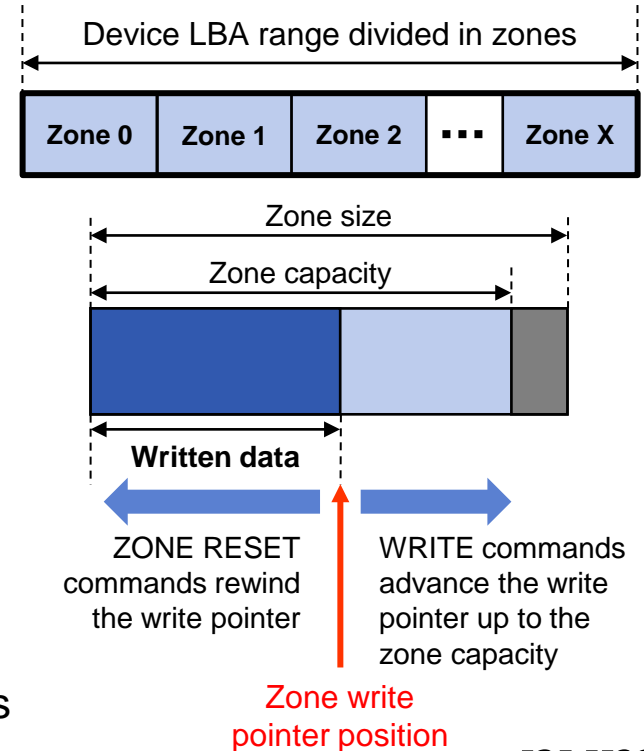 Device LBA range divided in zones
Zone 0 Zone 1 Zone 2 ... Zone X
Zone size
Zone capacity
Written data
ZONE RESET
commands rewind
the write pointer
WRITE commands
advance the write
pointer up to the
zone capacity
s
Zone write
pointer position